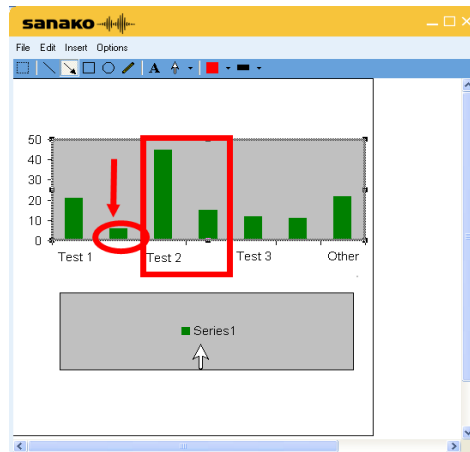 sanako
File Edit Insert Options
A
50
40
30
20
10
0
Test 1 Test 2 Test 3 Other
Series1